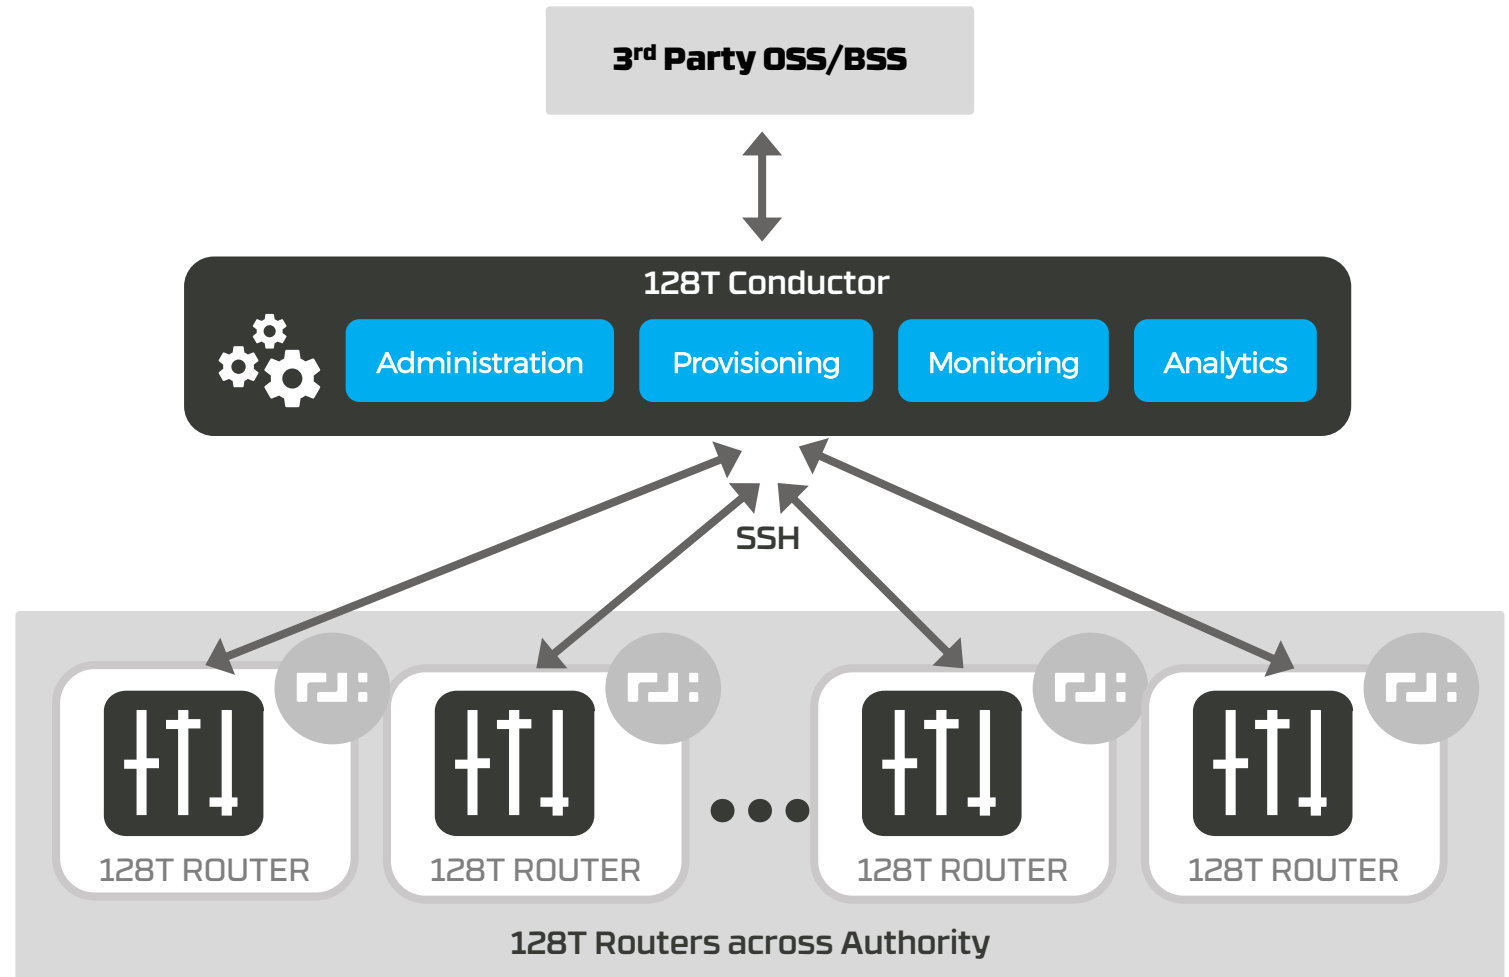 3rd Party OSS/BSS
128T Conductor
Administration
Provisioning
Monitoring
Analytics
SSH
128T ROUTER
128T ROUTER
128T ROUTER
128T ROUTER
128T Routers across Authority